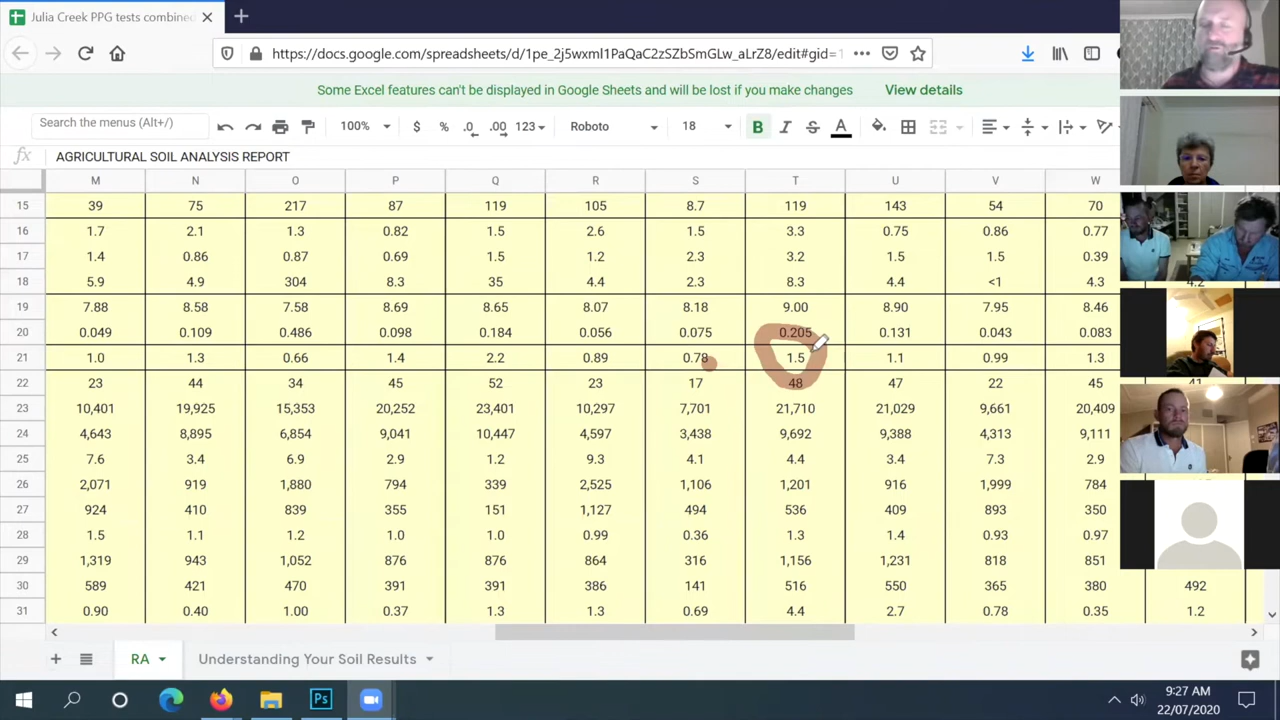 Julia Creek PPG tests combined
https://docs.google.com/spreadsheets/d/1pe_2j5wxml1PaQaC2zSZbSmGLw_aLrZ8/edit#gid=1
Some Excel features can't be displayed in Google Sheets and will be lost if you make changes View details
Search the menus (Alt+/) 100% $ % .0 .00 123 Roboto 18 B I S A
fx AGRICULTURAL SOIL ANALYSIS REPORT
M N O P Q R S T U V W
15 39 75 217 87 119 105 8.7 119 143 54 70
16 1.7 2.1 1.3 0.82 1.5 2.6 1.5 3.3 0.75 0.86 0.77
17 1.4 0.86 0.87 0.69 1.5 1.2 2.3 3.2 1.5 1.5 0.39
18 5.9 4.9 304 8.3 35 4.4 2.3 8.3 4.4 <1 4.3 4.2
19 7.88 8.58 7.58 8.69 8.65 8.07 8.18 9.00 8.90 7.95 8.46
20 0.049 0.109 0.486 0.098 0.184 0.056 0.075 0.205 0.131 0.043 0.083
21 1.0 1.3 0.66 1.4 2.2 0.89 0.78 1.5 1.1 0.99 1.3
22 23 44 34 45 52 23 17 48 47 22 45
23 10,401 19,925 15,353 20,252 23,401 10,297 7,701 21,710 21,029 9,661 20,409
24 4,643 8,895 6,854 9,041 10,447 4,597 3,438 9,692 9,388 4,313 9,111
25 7.6 3.4 6.9 2.9 1.2 9.3 4.1 4.4 3.4 7.3 2.9
26 2,071 919 1,880 794 339 2,525 1,106 1,201 916 1,999 784
27 924 410 839 355 151 1,127 494 536 409 893 350
28 1.5 1.1 1.2 1.0 1.0 0.99 0.36 1.3 1.4 0.93 0.97
29 1,319 943 1,052 876 876 864 316 1,156 1,231 818 851
30 589 421 470 391 391 386 141 516 550 365 380 492
31 0.90 0.40 1.00 0.37 1.3 1.3 0.69 4.4 2.7 0.78 0.35 1.2
RA Understanding Your Soil Results
Ps
9:27 AM
22/07/2020